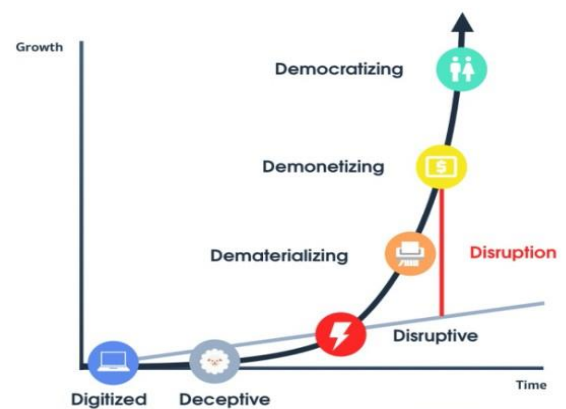 Growth
Democratizing
Demonetizing
$
Dematerializing
Disruption
Disruptive
Time
Digitized
Deceptive